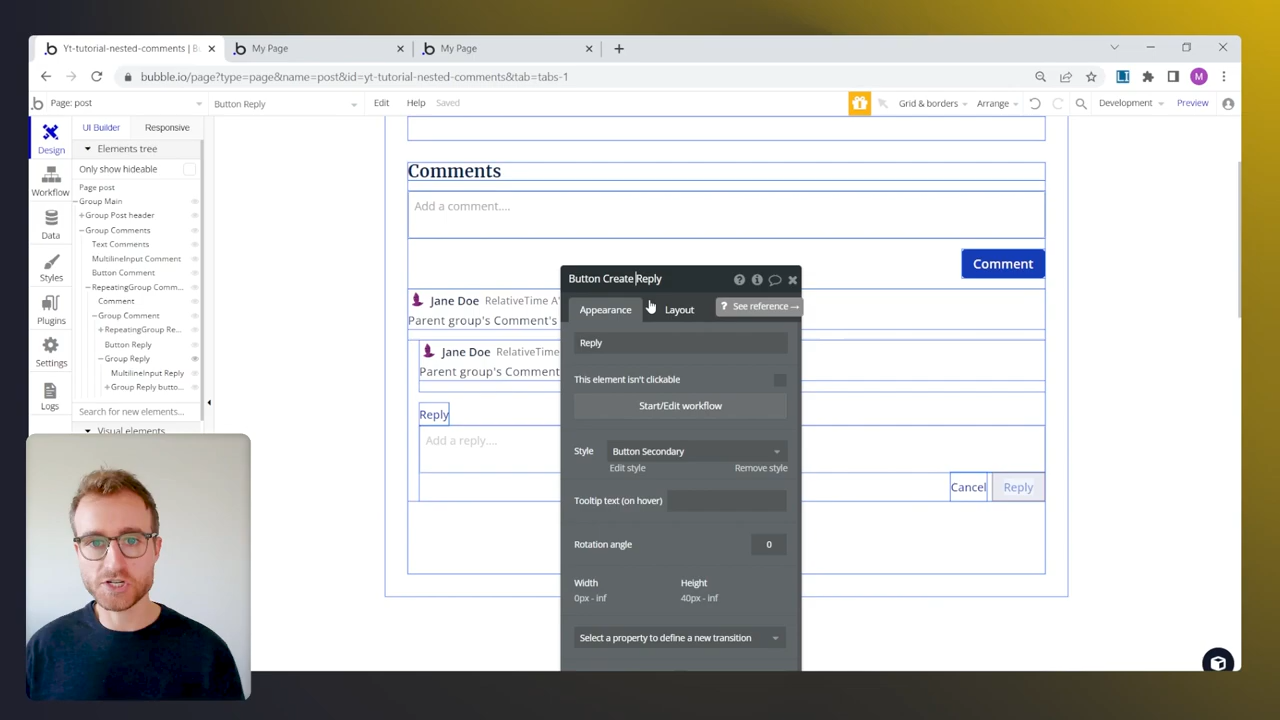 Yt-tutorial-nested-comments | Bu
My Page
My Page
bubble.io/page?type=page&name=post&id=yt-tutorial-nested-comments&tab=tabs-1
M
Page: post
Button Reply
Edit
Help
Saved
Grid & borders
Arrange
Development
Preview
Design
Workflow
Data
Styles
Plugins
Settings
Logs
UI Builder
Responsive
Elements tree
Only show hideable
Page post
Group Main
Group Post header
Group Comments
Text Comments
MultilineInput Comment
Button Comment
RepeatingGroup Comm...
Comment
Group Comment
RepeatingGroup Re...
Button Reply
Group Reply
MultilineInput Reply
Group Reply butto...
Search for new elements...
Visual elements
Comments
Add a comment....
Comment
Jane Doe RelativeTime A
Parent group's Comment's
Jane Doe RelativeTime
Parent group's Comment
Reply
Add a reply....
Cancel
Reply
Button Create Reply
Appearance
Layout
? See reference →
Reply
This element isn't clickable
Start/Edit workflow
Style
Button Secondary
Edit style
Remove style
Tooltip text (on hover)
Rotation angle
0
Width
Height
0px - inf
40px - inf
Select a property to define a new transition